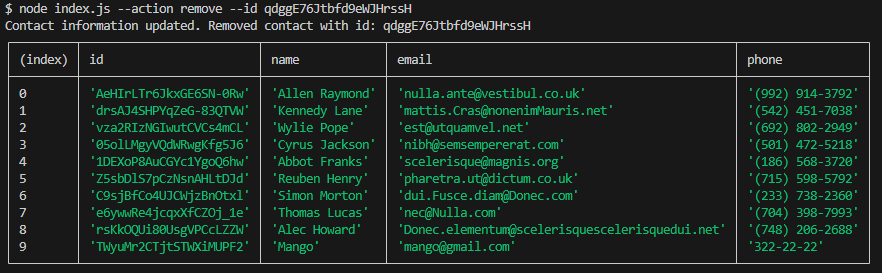 $ node index.js --action remove --id qdggE76Jtbfd9eWJHrssH
Contact information updated. Removed contact with id: qdggE76Jtbfd9eWJHrssH
(index) id name email phone
0 'AeHIrLTr6JkxGE6SN-0Rw' 'Allen Raymond' 'nulla.ante@vestibul.co.uk' '(992) 914-3792'
1 'drsAJ4SHPYqZeG-83QTVW' 'Kennedy Lane' 'mattis.Cras@nonenimMauris.net' '(542) 451-7038'
2 'vza2RIzNGIwutCVCs4mCL' 'Wylie Pope' 'est@utquamvel.net' '(692) 802-2949'
3 '05olLMgyVQdWRwgKfg5J6' 'Cyrus Jackson' 'nibh@semsempererat.com' '(501) 472-5218'
4 '1DEXoP8AuCGYc1YgoQ6hw' 'Abbot Franks' 'scelerisque@magnis.org' '(186) 568-3720'
5 'Z5sbDlS7pCzNsnAHLtDJd' 'Reuben Henry' 'pharetra.ut@dictum.co.uk' '(715) 598-5792'
6 'C9sjBfCo4UJCWjzBnOtxl' 'Simon Morton' 'dui.Fusce.diam@Donec.com' '(233) 738-2360'
7 'e6ywwRe4jcqxXfCZOj_1e' 'Thomas Lucas' 'nec@Nulla.com' '(704) 398-7993'
8 'rsKkOQUi80UsgVPCcLZZW' 'Alec Howard' 'Donec.elementum@scelerisquescelerisquedui.net' '(748) 206-2688'
9 'TWyuMr2CTjtSTWXiMUPF2' 'Mango' 'mango@gmail.com' '322-22-22'